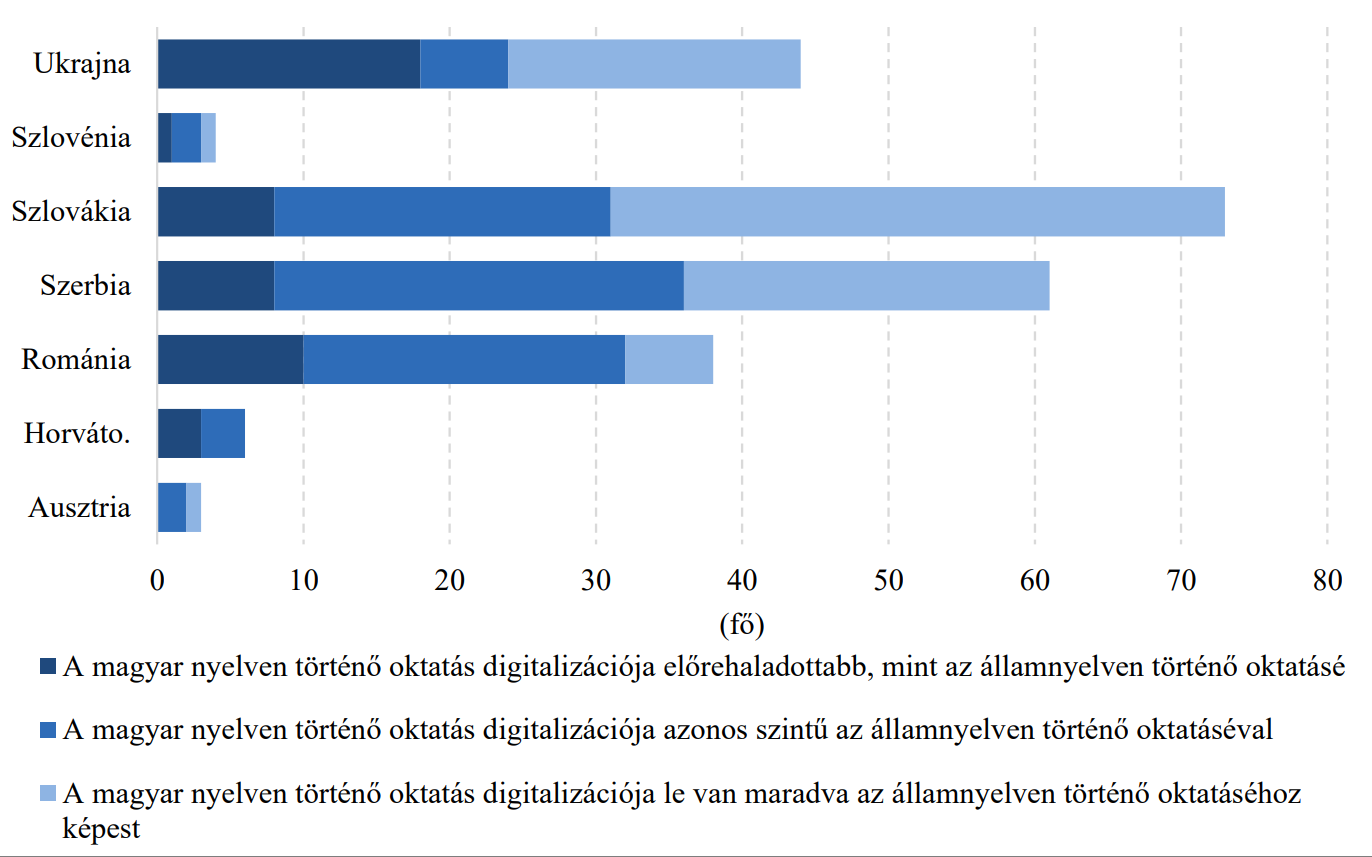 Ukrajna
Szlovénia
Szlovákia
Szerbia
Románia
Horváto.
Ausztria
0 10 20 30 40 50 60 70 80
(fő)
A magyar nyelven történő oktatás digitalizációja előrehaladottabb, mint az államnyelven történő oktatásé
A magyar nyelven történő oktatás digitalizációja azonos szintű az államnyelven történő oktatáséval
A magyar nyelven történő oktatás digitalizációja le van maradva az államnyelven történő oktatáséhoz
képest